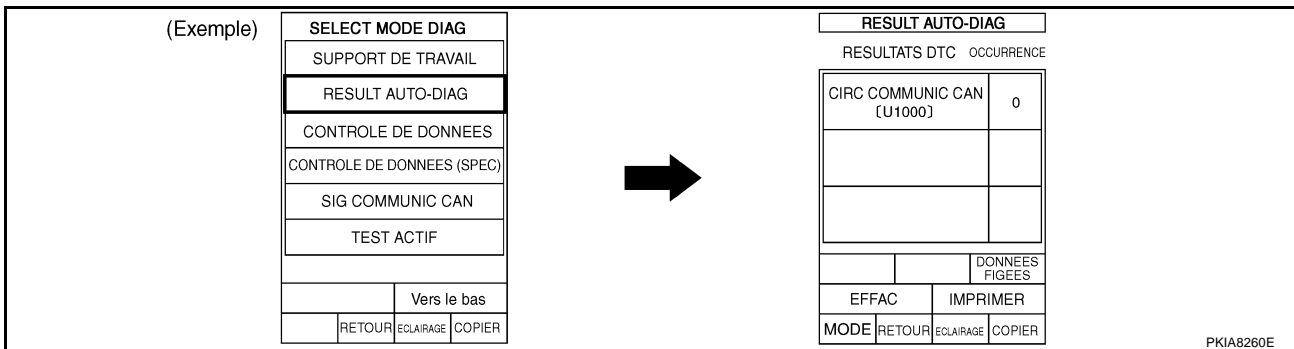 (Exemple)
SELECT MODE DIAG
SUPPORT DE TRAVAIL
RESULT AUTO-DIAG
CONTROLE DE DONNEES
CONTROLE DE DONNEES (SPEC)
SIG COMMUNIC CAN
TEST ACTIF
Vers le bas
RETOUR ECLAIRAGE COPIER
RESULT AUTO-DIAG
RESULTATS DTC OCCURRENCE
CIRC COMMUNIC CAN 0
〔U1000〕
DONNEES
FIGEES
EFFAC IMPRIMER
MODE RETOUR ECLAIRAGE COPIER
PKIA8260E